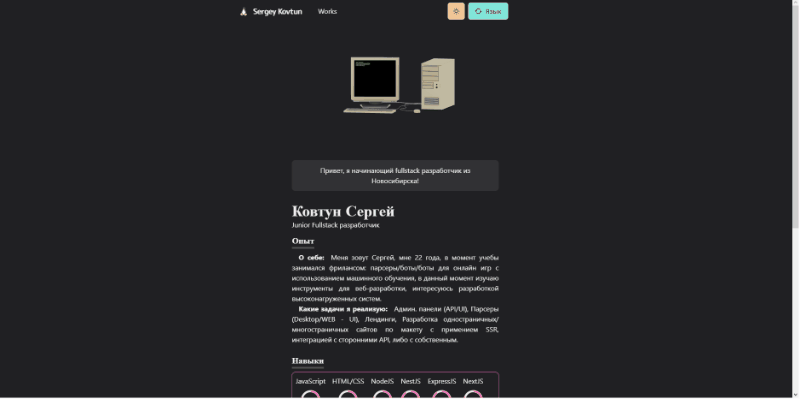 Sergey Kovtun Works Язык
Привет, я начинающий fullstack разработчик из
Новосибирска!
Ковтун Сергей
Junior Fullstack разработчик
Опыт
О себе: Меня зовут Сергей, мне 22 года, в момент учебы
занимался фрилансом: парсеры/боты/боты для онлайн игр с
использованием машинного обучения, в данный момент изучаю
инструменты для веб-разработки, интересуюсь разработкой
высоконагруженных систем.
Какие задачи я реализую: Админ. панели (API/UI), Парсеры
(Desktop/WEB - UI), Лендинги, Разработка одностраничных/
многостраничных сайтов по макету с примением SSR,
интеграцией с сторонними API, либо с собственным.
Навыки
JavaScript HTML/CSS NodeJS NestJS ExpressJS NextJS